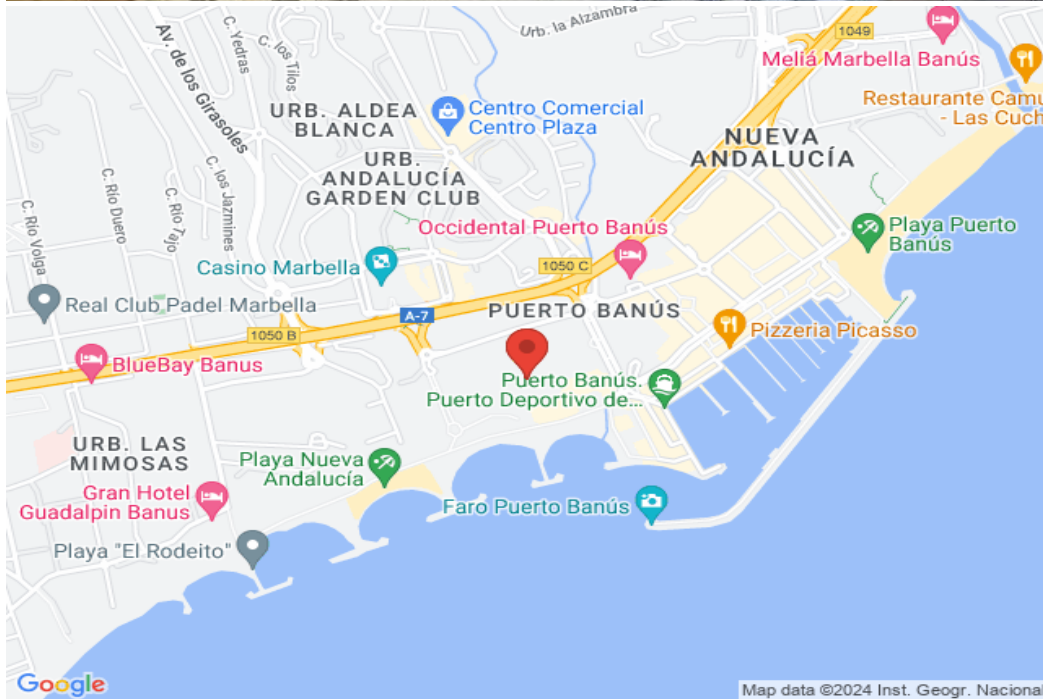 Urb. la Alzambra
1049
Meliá Marbella Banús
Av. de los Girasoles
C. Yedras
C. los Tilos
URB. ALDEA
BLANCA
Centro Comercial
Centro Plaza
Restaurante Camu
- Las Cuch
NUEVA
ANDALUCÍA
URB.
ANDALUCÍA
GARDEN CLUB
C. Río Volga
C. Río Duero
C. Río Tajo
C. los Jazmines
Occidental Puerto Banús
Playa Puerto
Banús
Casino Marbella
1050 C
Real Club Padel Marbella
A-7
PUERTO BANÚS
1050 B
Pizzeria Picasso
BlueBay Banus
Puerto Banús.
Puerto Deportivo de...
URB. LAS
MIMOSAS
Playa Nueva
Andalucía
Gran Hotel
Guadalpin Banus
Faro Puerto Banús
Playa "El Rodeito"
Google
Map data ©2024 Inst. Geogr. Nacional